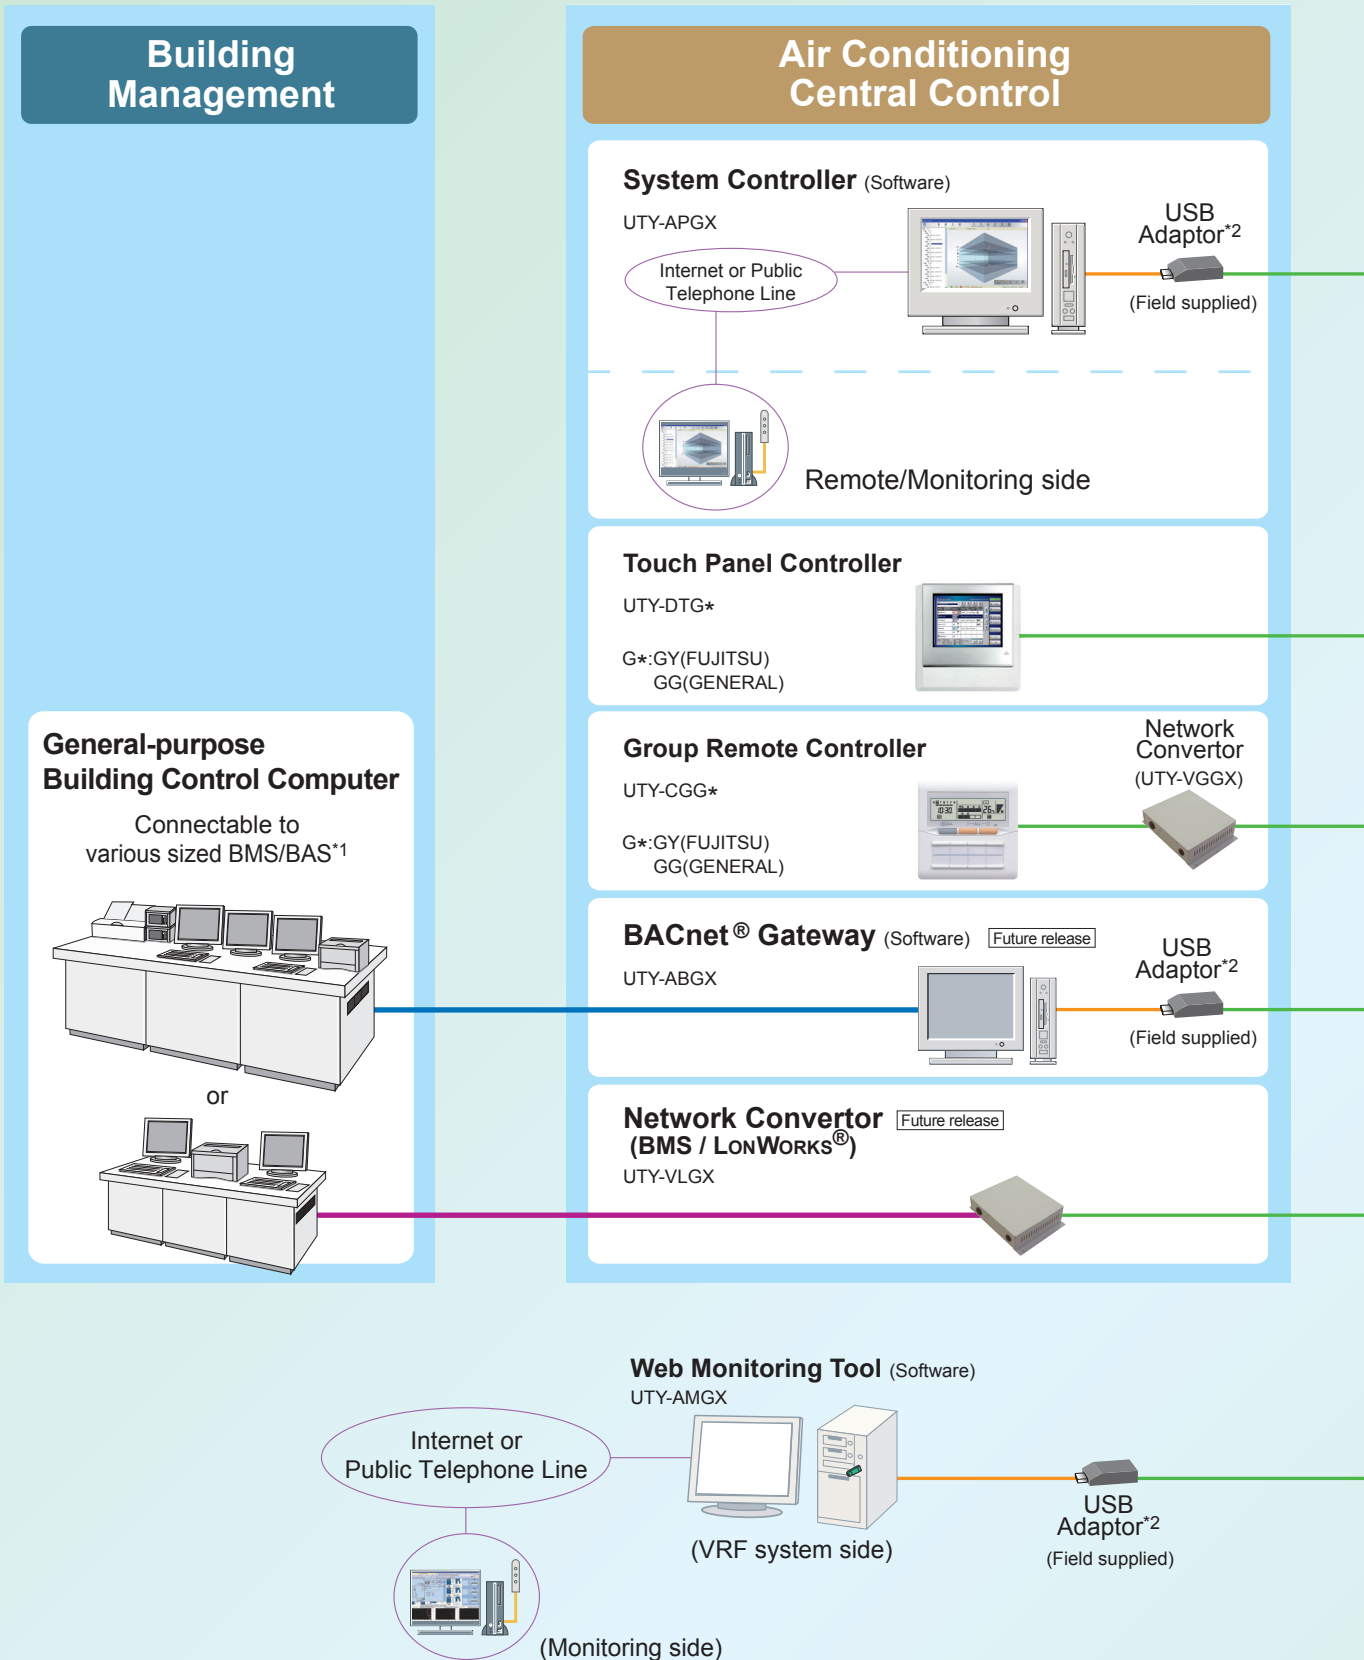 Building
Management
Air Conditioning
Central Control
System Controller (Software)
UTY-APGX
Internet or Public
Telephone Line
USB
Adaptor*2
(Field supplied)
Remote/Monitoring side
Touch Panel Controller
UTY-DTG*
G*:GY(FUJITSU)
GG(GENERAL)
General-purpose
Building Control Computer
Connectable to
various sized BMS/BAS*1
or
Group Remote Controller
UTY-CGG*
G*:GY(FUJITSU)
GG(GENERAL)
Network
Convertor
(UTY-VGGX)
BACnet® Gateway (Software) Future release
UTY-ABGX
USB
Adaptor*2
(Field supplied)
Network Convertor Future release
(BMS / LONWORKS®)
UTY-VLGX
Web Monitoring Tool (Software)
UTY-AMGX
Internet or
Public Telephone Line
(VRF system side)
USB
Adaptor*2
(Field supplied)
(Monitoring side)